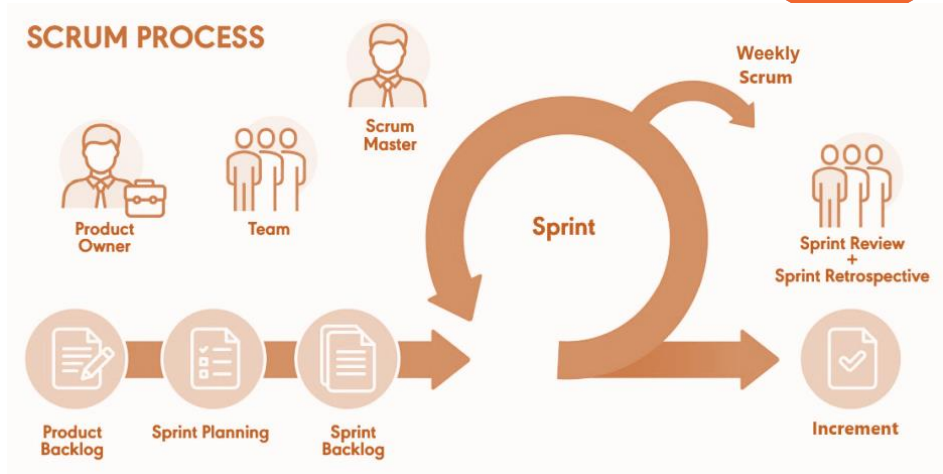 SCRUM PROCESS
Scrum
Master
Weekly
Scrum
Product
Owner
Team
Sprint
Sprint Review
+
Sprint Retrospective
Product
Backlog
Sprint Planning
Sprint
Backlog
Increment